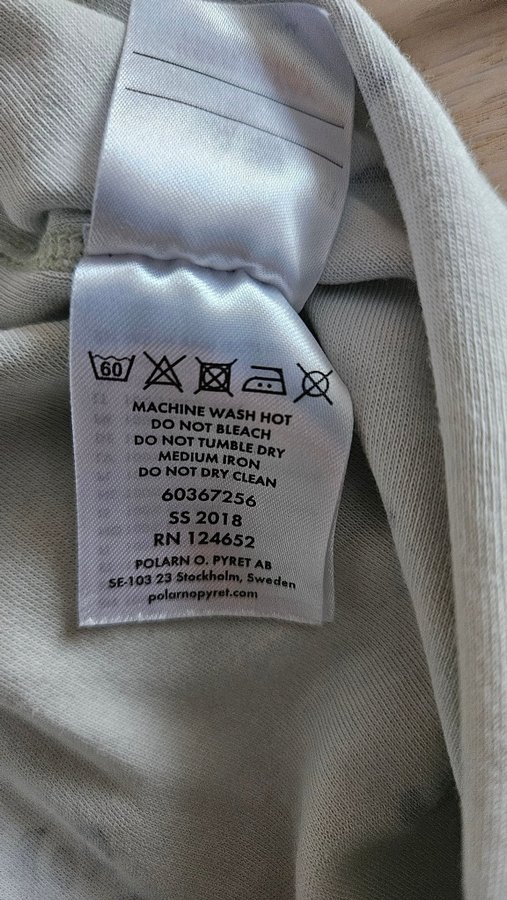 60
MACHINE WASH HOT
DO NOT BLEACH
DO NOT TUMBLE DRY
MEDIUM IRON
DO NOT DRY CLEAN
60367256
SS 2018
RN 124652
POLARN O. PYRET AB
SE-103 23 Stockholm, Sweden
polarnopyret.com